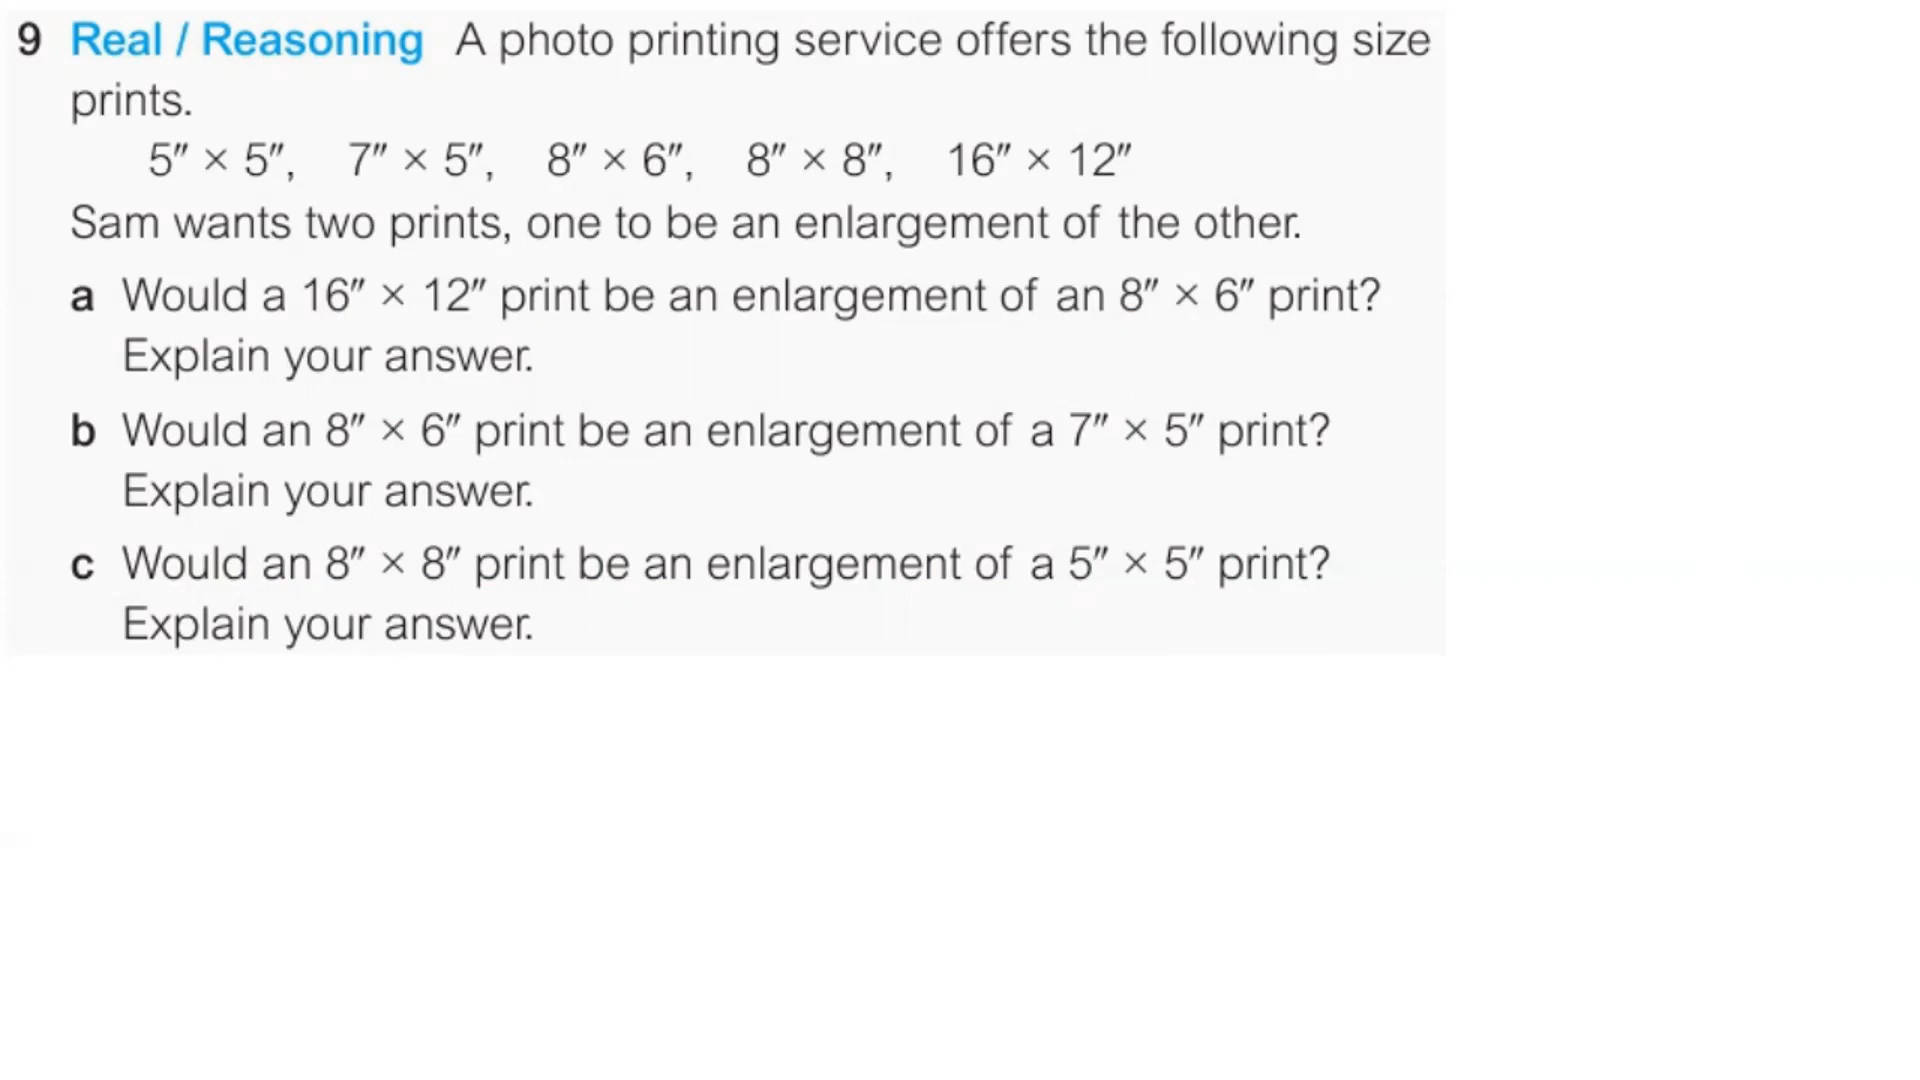 9 Real / Reasoning A photo printing service offers the following size
prints.
5″ × 5″, 7″ × 5″, 8″ × 6″, 8″ × 8″, 16″ × 12″
Sam wants two prints, one to be an enlargement of the other.
a Would a 16″ × 12″ print be an enlargement of an 8″ × 6″ print?
Explain your answer.
b Would an 8″ × 6″ print be an enlargement of a 7″ × 5″ print?
Explain your answer.
c Would an 8″ × 8″ print be an enlargement of a 5″ × 5″ print?
Explain your answer.